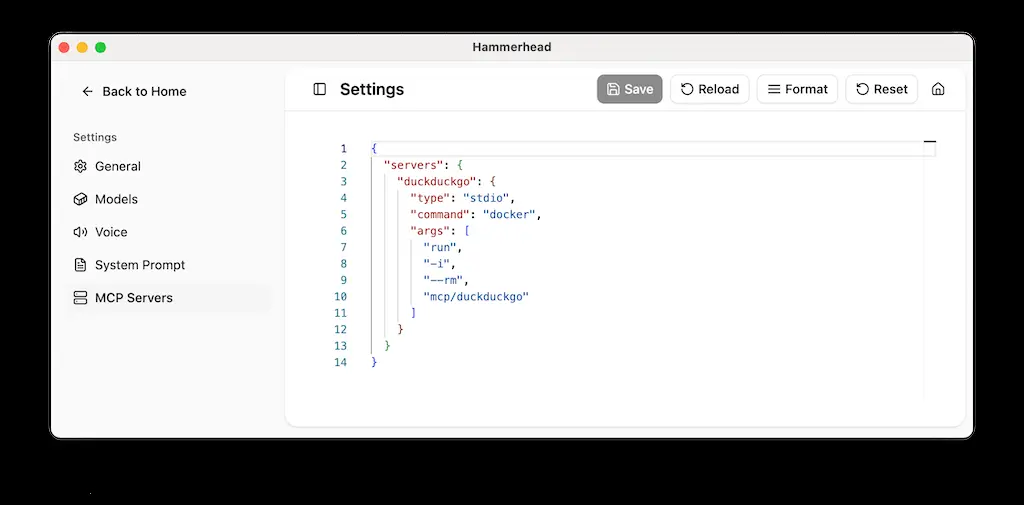 Hammerhead
Back to Home
Settings
General
Models
Voice
System Prompt
MCP Servers
Settings
Save
Reload
Format
Reset
1 {
2 "servers": {
3 "duckduckgo": {
4 "type": "stdio",
5 "command": "docker",
6 "args": [
7 "run",
8 "-i",
9 "--rm",
10 "mcp/duckduckgo"
11 ]
12 }
13 }
14 }